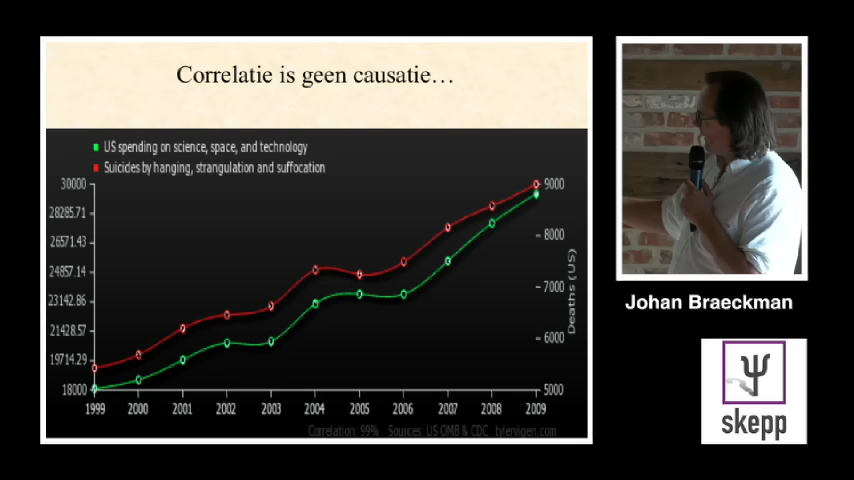 Correlatie is geen causatie…
US spending on science, space, and technology
Suicides by hanging, strangulation and suffocation
30000
28285.71
26571.43
24857.14
23142.86
21428.57
19714.29
18000
9000
8000
7000
6000
5000
Deaths (US)
1999 2000 2001 2002 2003 2004 2005 2006 2007 2008 2009
Correlation: 99% Sources: US OMB & CDC tylervigen.com
Johan Braeckman
ψ
skepp